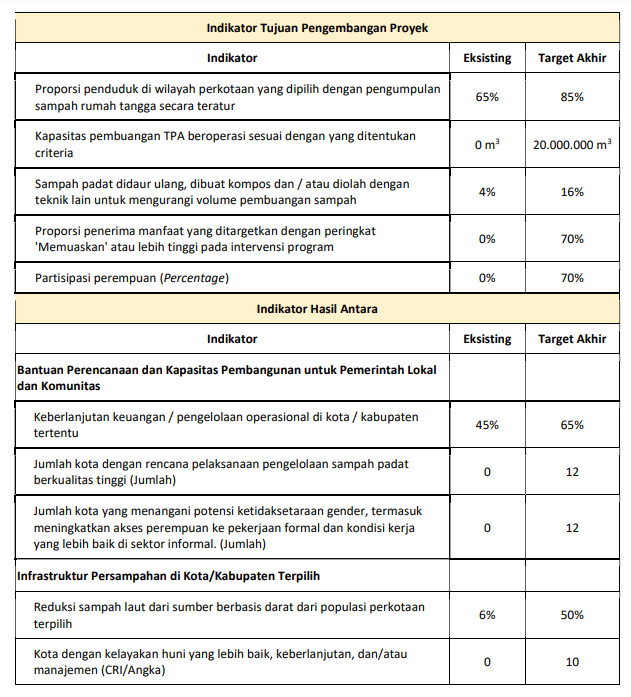 Indikator Tujuan Pengembangan Proyek
Indikator Eksisting Target Akhir
Proporsi penduduk di wilayah perkotaan yang dipilih dengan pengumpulan
sampah rumah tangga secara teratur
65% 85%
Kapasitas pembuangan TPA beroperasi sesuai dengan yang ditentukan
criteria
0 m³ 20.000.000 m³
Sampah padat didaur ulang, dibuat kompos dan / atau diolah dengan
teknik lain untuk mengurangi volume pembuangan sampah
4% 16%
Proporsi penerima manfaat yang ditargetkan dengan peringkat
'Memuaskan' atau lebih tinggi pada intervensi program
0% 70%
Partisipasi perempuan (Percentage) 0% 70%
Indikator Hasil Antara
Indikator Eksisting Target Akhir
Bantuan Perencanaan dan Kapasitas Pembangunan untuk Pemerintah Lokal
dan Komunitas
Keberlanjutan keuangan / pengelolaan operasional di kota / kabupaten
tertentu
45% 65%
Jumlah kota dengan rencana pelaksanaan pengelolaan sampah padat
berkualitas tinggi (Jumlah)
0 12
Jumlah kota yang menangani potensi ketidaksetaraan gender, termasuk
meningkatkan akses perempuan ke pekerjaan formal dan kondisi kerja
yang lebih baik di sektor informal. (Jumlah)
0 12
Infrastruktur Persampahan di Kota/Kabupaten Terpilih
Reduksi sampah laut dari sumber berbasis darat dari populasi perkotaan
terpilih
6% 50%
Kota dengan kelayakan huni yang lebih baik, keberlanjutan, dan/atau
manajemen (CRI/Angka)
0 10